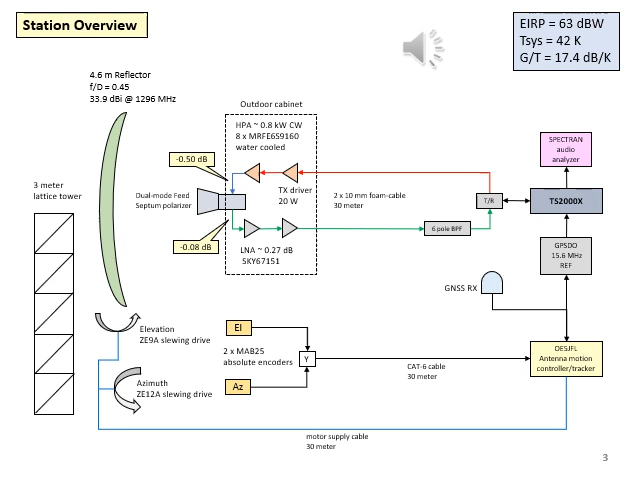 Station Overview
EIRP = 63 dBW
Tsys = 42 K
G/T = 17.4 dB/K
4.6 m Reflector
f/D = 0.45
33.9 dBi @ 1296 MHz
Outdoor cabinet
HPA ~ 0.8 kW CW
8 x MRFE6S9160
water cooled
-0.50 dB
SPECTRAN
audio
analyzer
3 meter
lattice tower
Dual-mode Feed
Septum polarizer
TX driver
20 W
2 x 10 mm foam-cable
30 meter
T/R
TS2000X
6 pole BPF
-0.08 dB
LNA ~ 0.27 dB
SKY67151
GPSDO
15.6 MHz
REF
GNSS RX
Elevation
ZE9A slewing drive
El
2 x MAB25
absolute encoders
Y
CAT-6 cable
30 meter
OE5JFL
Antenna motion
controller/tracker
Azimuth
ZE12A slewing drive
Az
motor supply cable
30 meter
3